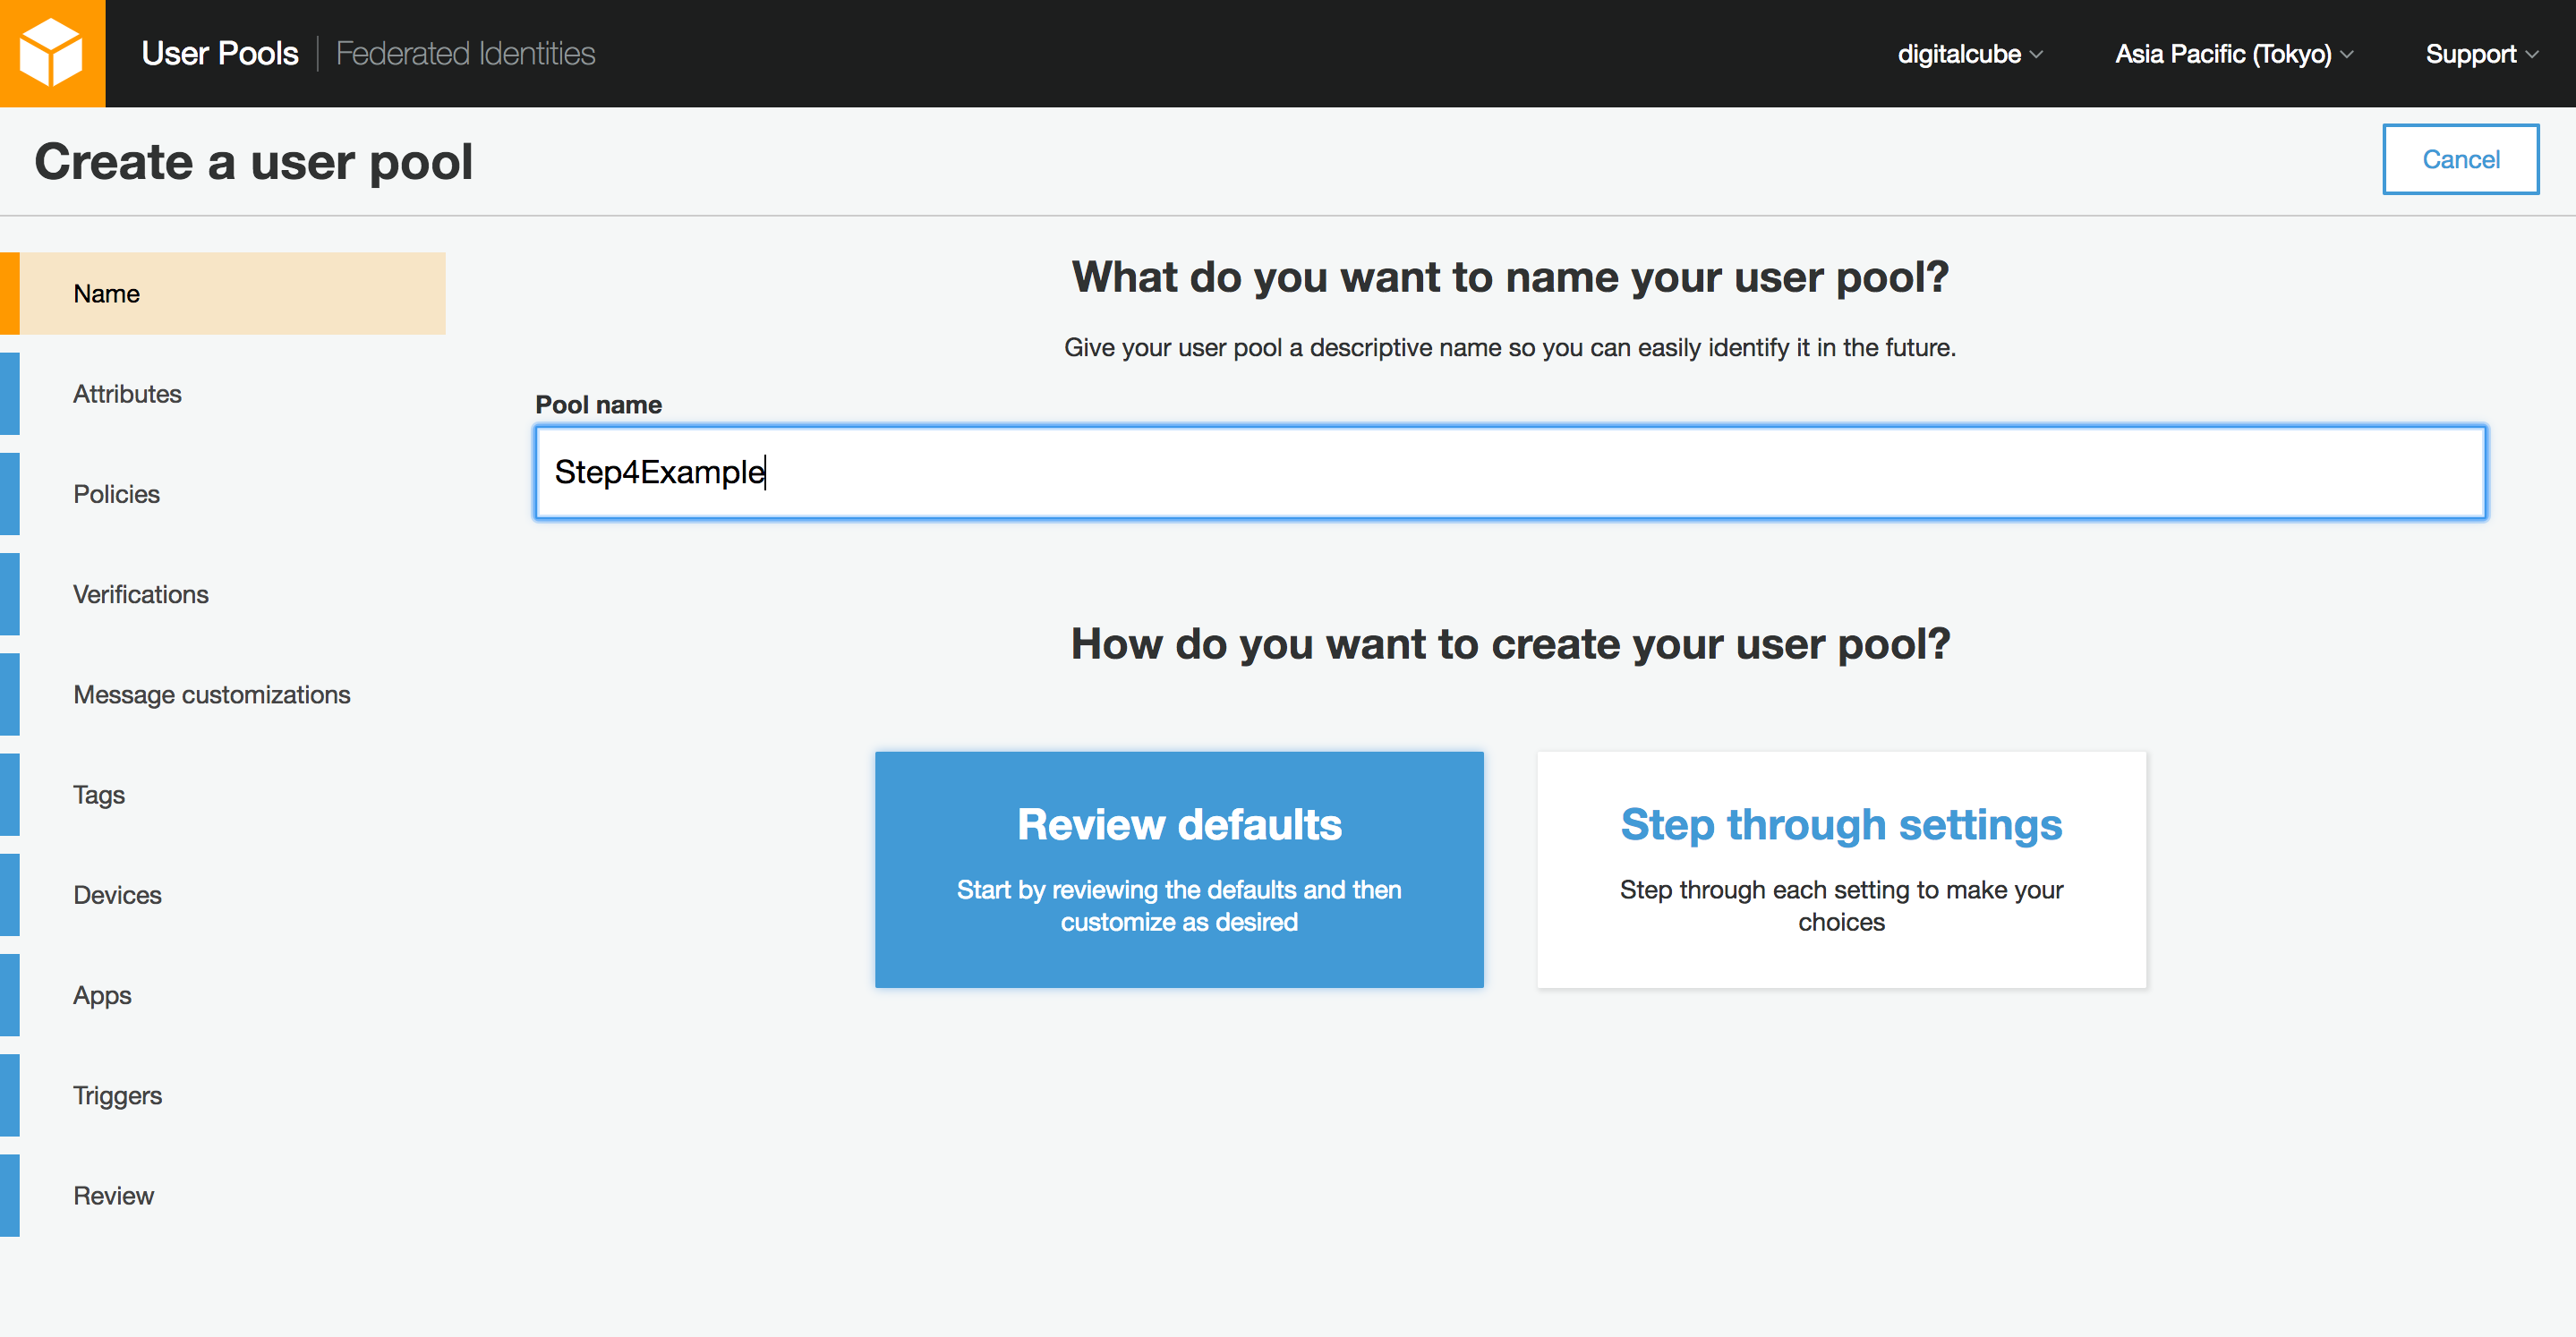 User Pools
Federated Identities
digitalcube
Asia Pacific (Tokyo)
Support
Create a user pool
Cancel
Name
Attributes
Policies
Verifications
Message customizations
Tags
Devices
Apps
Triggers
Review
What do you want to name your user pool?
Give your user pool a descriptive name so you can easily identify it in the future.
Pool name
Step4Example
How do you want to create your user pool?
Review defaults
Start by reviewing the defaults and then
customize as desired
Step through settings
Step through each setting to make your
choices